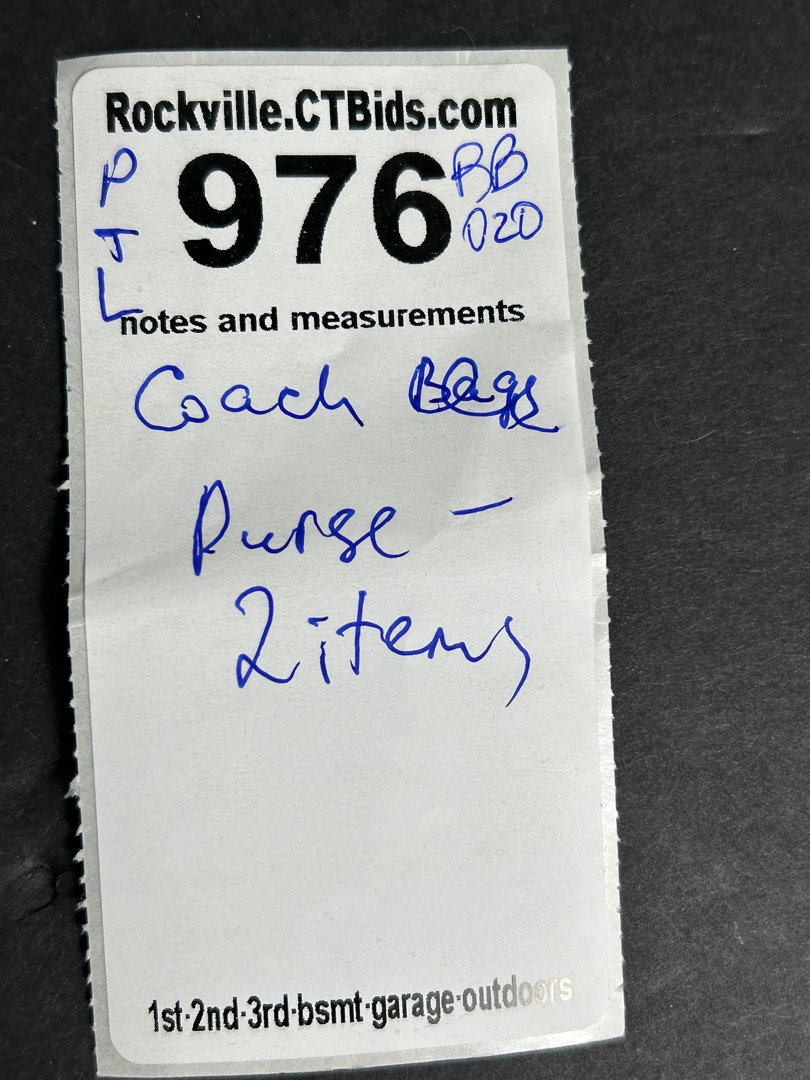 Rockville.CTBids.com
PJL
976
BB
020
notes and measurements
Coach Bags
Purse -
2 items
1st·2nd·3rd·bsmt·garage·outdoors